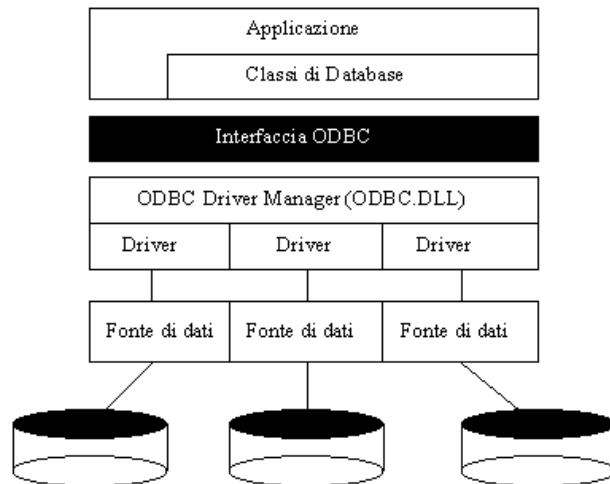 Applicazione
Classi di Database
Interfaccia ODBC
ODBC Driver Manager (ODBC.DLL)
Driver Driver Driver
Fonte di dati Fonte di dati Fonte di dati